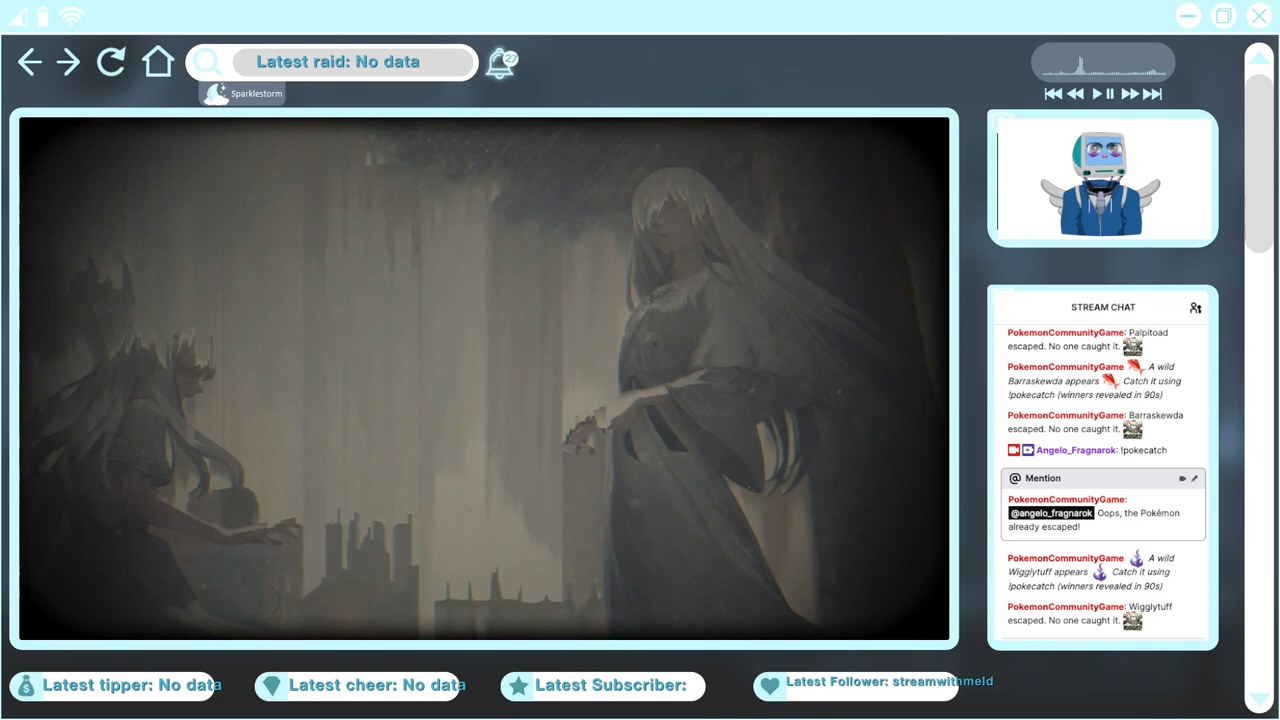 Latest raid: No data
27
Sparklestorm
STREAM CHAT
PokemonCommunityGame: Palpitoad
escaped. No one caught it.
PokemonCommunityGame A wild
Barraskewda appears Catch it using
!pokecatch (winners revealed in 90s)
PokemonCommunityGame: Barraskewda
escaped. No one caught it.
Angelo_Fragnarok: !pokecatch
@ Mention
PokemonCommunityGame:
@angelo_fragnarok Oops, the Pokémon
already escaped!
PokemonCommunityGame A wild
Wigglytuff appears Catch it using
!pokecatch (winners revealed in 90s)
PokemonCommunityGame: Wigglytuff
escaped. No one caught it.
Latest tipper: No data
Latest cheer: No data
Latest Subscriber:
Latest Follower: streamwithmeld